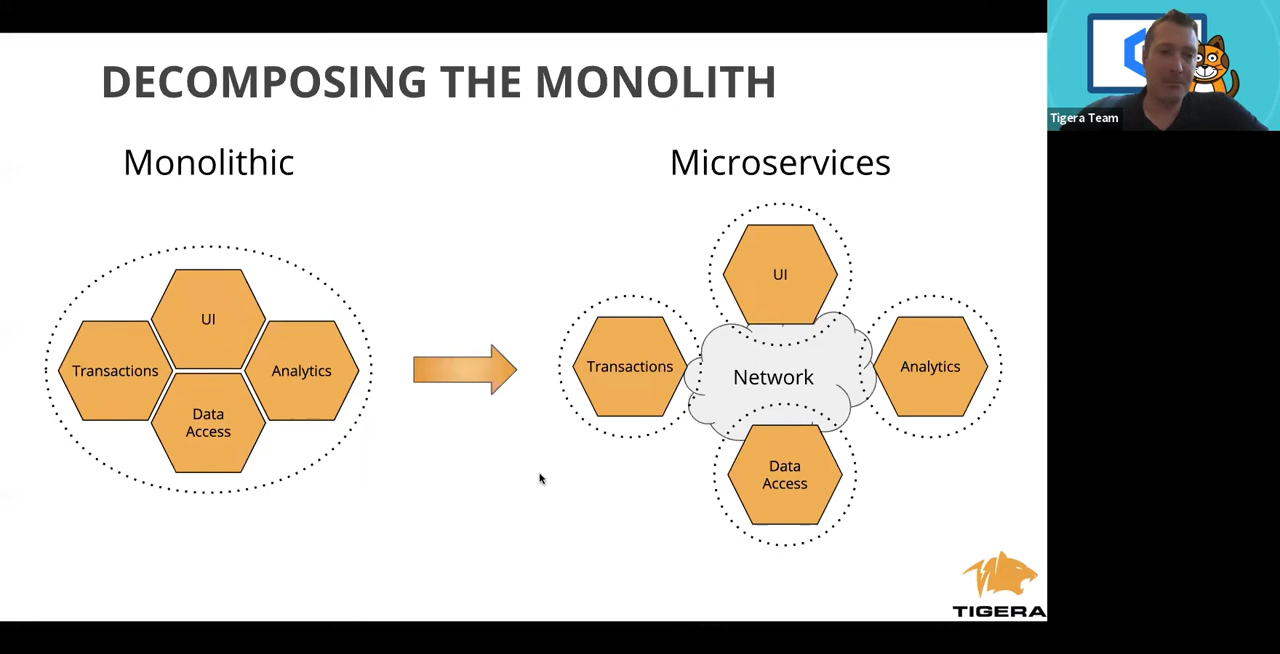 DECOMPOSING THE MONOLITH
Monolithic
Microservices
UI
Transactions
Analytics
Data
Access
UI
Transactions
Network
Analytics
Data
Access
TIGERA
Tigera Team